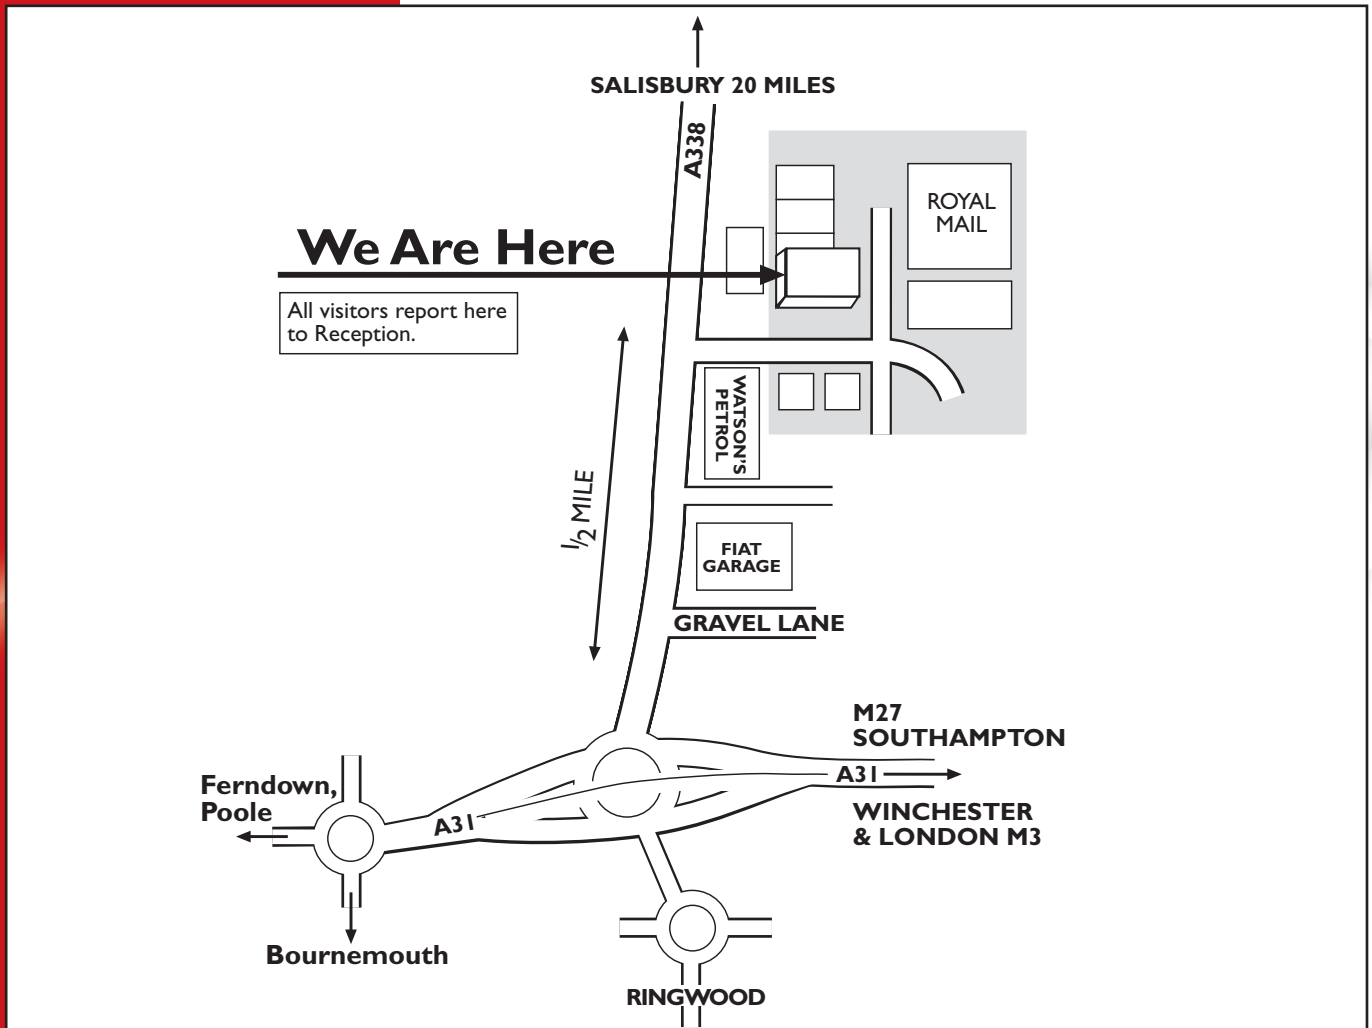 SALISBURY 20 MILES
A338
ROYAL
MAIL
We Are Here
All visitors report here
to Reception.
WATSON'S
PETROL
1/2 MILE
FIAT
GARAGE
GRAVEL LANE
M27
SOUTHAMPTON
A31
WINCHESTER
& LONDON M3
Ferndown,
Poole
A31
Bournemouth
RINGWOOD